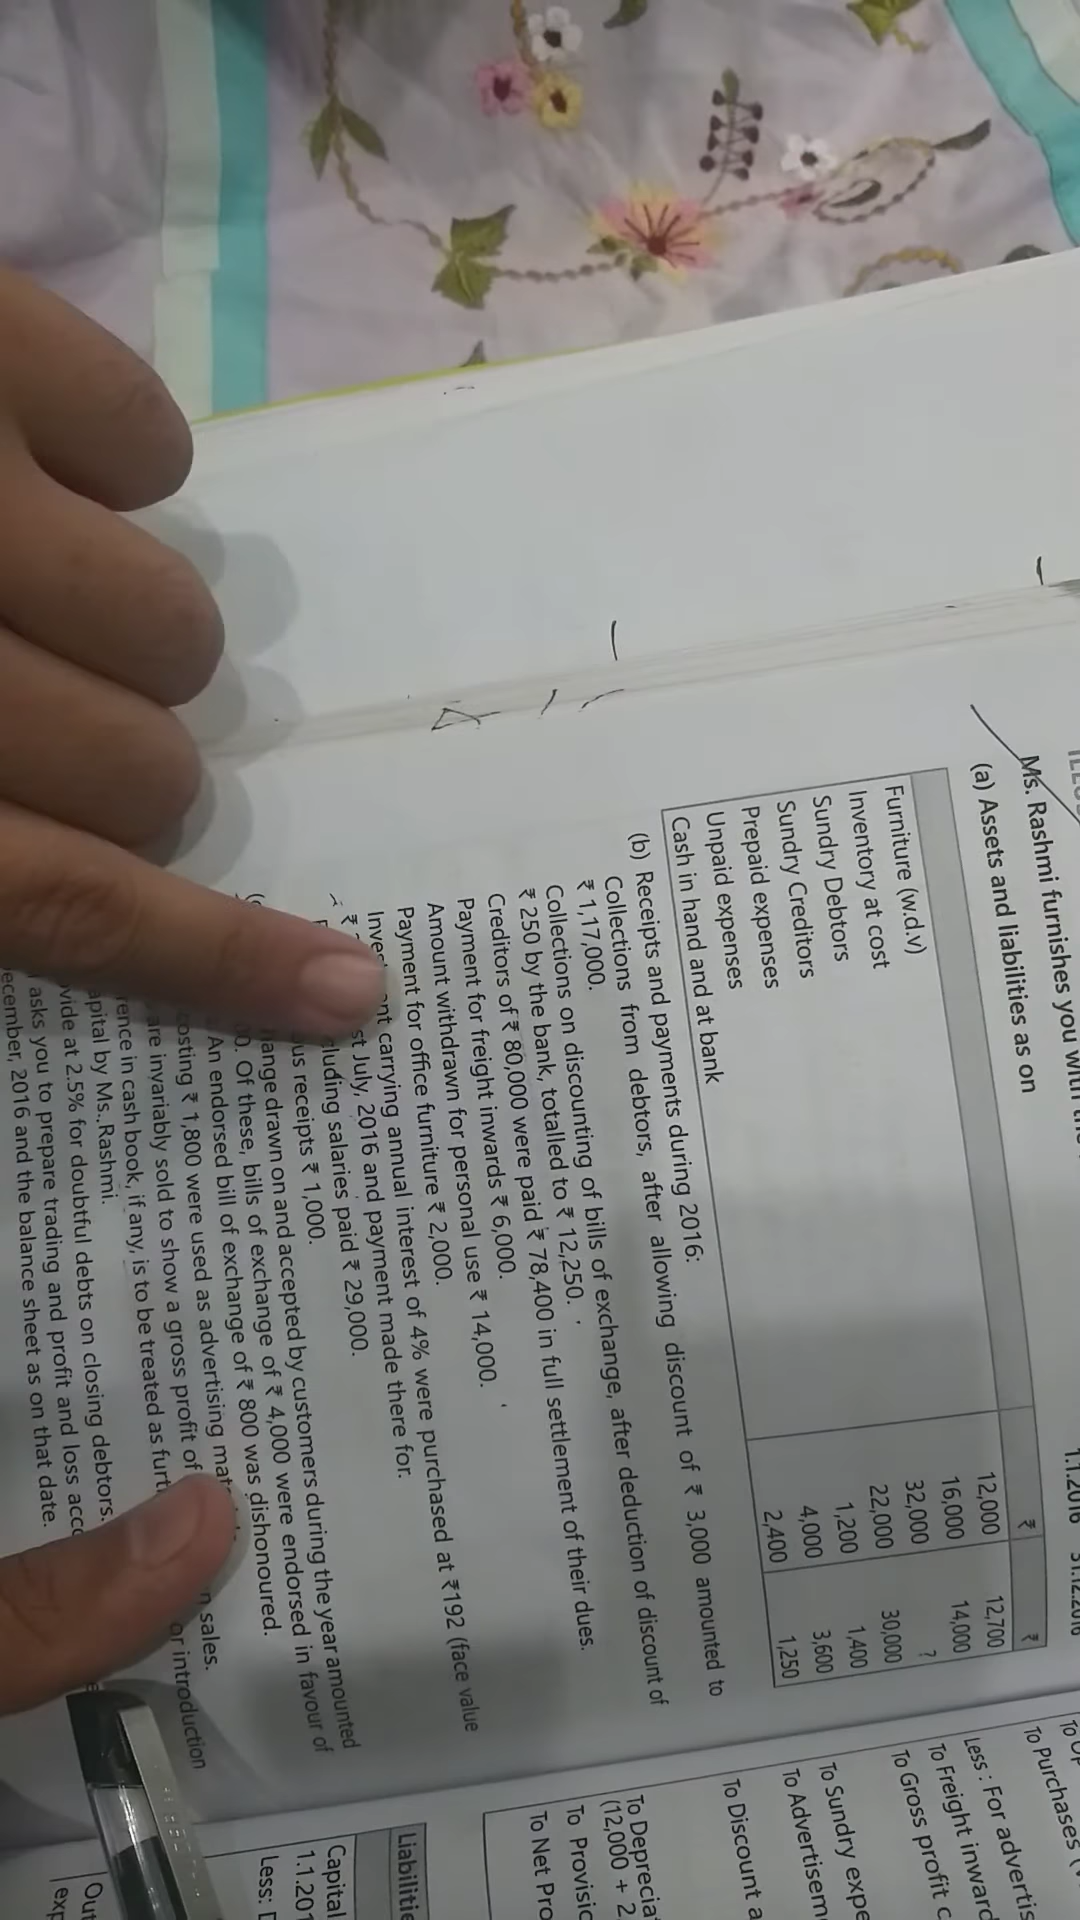 Ms. Rashmi furnishes you with
(a) Assets and liabilities as on
1.1.2016 31.12.2016
₹ ₹
Furniture (w.d.v) 12,000 12,700
Inventory at cost 16,000 14,000
Sundry Debtors 32,000 ?
Sundry Creditors 22,000 30,000
Prepaid expenses 1,200 1,400
Unpaid expenses 4,000 3,600
Cash in hand and at bank 2,400 1,250
(b) Receipts and payments during 2016:
Collections from debtors, after allowing discount of ₹ 3,000 amounted to
₹ 1,17,000.
Collections on discounting of bills of exchange, after deduction of discount of
₹ 250 by the bank, totalled to ₹ 12,250.
Creditors of ₹ 80,000 were paid ₹ 78,400 in full settlement of their dues.
Payment for freight inwards ₹ 6,000.
Amount withdrawn for personal use ₹ 14,000.
Payment for office furniture ₹ 2,000.
carrying annual interest of 4% were purchased at ₹192 (face value
₹ st July, 2016 and payment made there for.
cluding salaries paid ₹ 29,000.
us receipts ₹ 1,000.
hange drawn on and accepted by customers during the year amounted
00. Of these, bills of exchange of ₹ 4,000 were endorsed in favour of
An endorsed bill of exchange of ₹ 800 was dishonoured.
costing ₹ 1,800 were used as advertising
are invariably sold to show a gross profit of n sales.
rence in cash book, if any, is to be treated as furt or introduction
apital by Ms. Rashmi.
vide at 2.5% for doubtful debts on closing debtors.
asks you to prepare trading and profit and loss acc
ecember, 2016 and the balance sheet as on that date.
To Op
To Purchases
Less : For advertis
To Freight inward
To Gross profit c
To Sundry expe
To Advertisem
To Discount a
To Deprecia
(12,000 + 2
To Provisic
To Net Pro
Liabilitie
Capital
1.1.201
Less: D
Out
exp